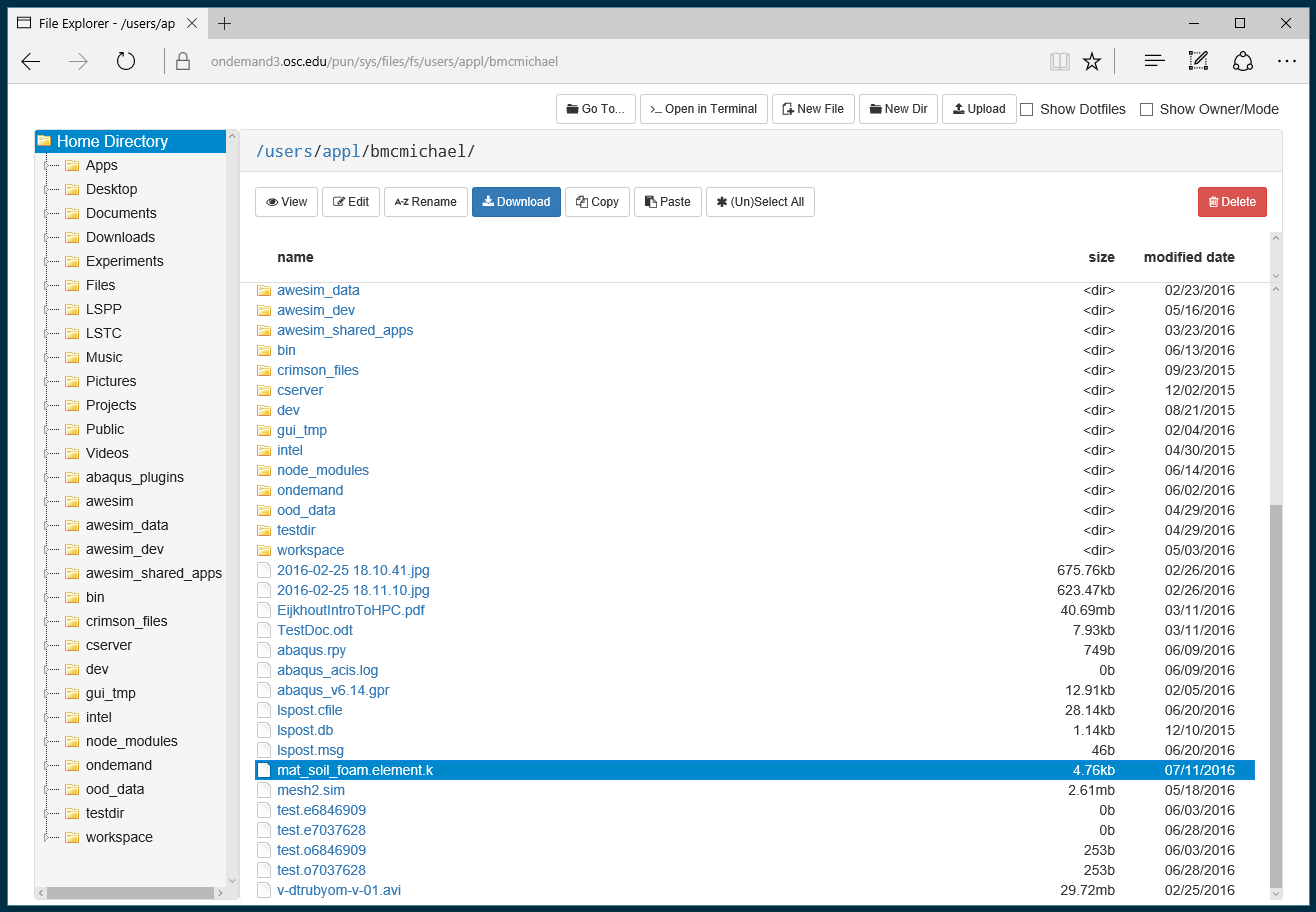 File Explorer - /users/ap
ondemand3.osc.edu/pun/sys/files/fs/users/appl/bmcmichael
Go To... >_ Open in Terminal New File New Dir Upload Show Dotfiles Show Owner/Mode
Home Directory
Apps
Desktop
Documents
Downloads
Experiments
Files
LSPP
LSTC
Music
Pictures
Projects
Public
Videos
abaqus_plugins
awesim
awesim_data
awesim_dev
awesim_shared_apps
bin
crimson_files
cserver
dev
gui_tmp
intel
node_modules
ondemand
ood_data
testdir
workspace
/users/appl/bmcmichael/
View Edit A-Z Rename Download Copy Paste (Un)Select All Delete
name size modified date
awesim_data <dir> 02/23/2016
awesim_dev <dir> 05/16/2016
awesim_shared_apps <dir> 03/23/2016
bin <dir> 06/13/2016
crimson_files <dir> 09/23/2015
cserver <dir> 12/02/2015
dev <dir> 08/21/2015
gui_tmp <dir> 02/04/2016
intel <dir> 04/30/2015
node_modules <dir> 06/14/2016
ondemand <dir> 06/02/2016
ood_data <dir> 04/29/2016
testdir <dir> 04/29/2016
workspace <dir> 05/03/2016
2016-02-25 18.10.41.jpg 675.76kb 02/26/2016
2016-02-25 18.11.10.jpg 623.47kb 02/26/2016
EijkhoutIntroToHPC.pdf 40.69mb 03/11/2016
TestDoc.odt 7.93kb 03/11/2016
abaqus.rpy 749b 06/09/2016
abaqus_acis.log 0b 06/09/2016
abaqus_v6.14.gpr 12.91kb 02/05/2016
lspost.cfile 28.14kb 06/20/2016
lspost.db 1.14kb 12/10/2015
lspost.msg 46b 06/20/2016
mat_soil_foam.element.k 4.76kb 07/11/2016
mesh2.sim 2.61mb 05/18/2016
test.e6846909 0b 06/03/2016
test.e7037628 0b 06/28/2016
test.o6846909 253b 06/03/2016
test.o7037628 253b 06/28/2016
v-dtrubyom-v-01.avi 29.72mb 02/25/2016